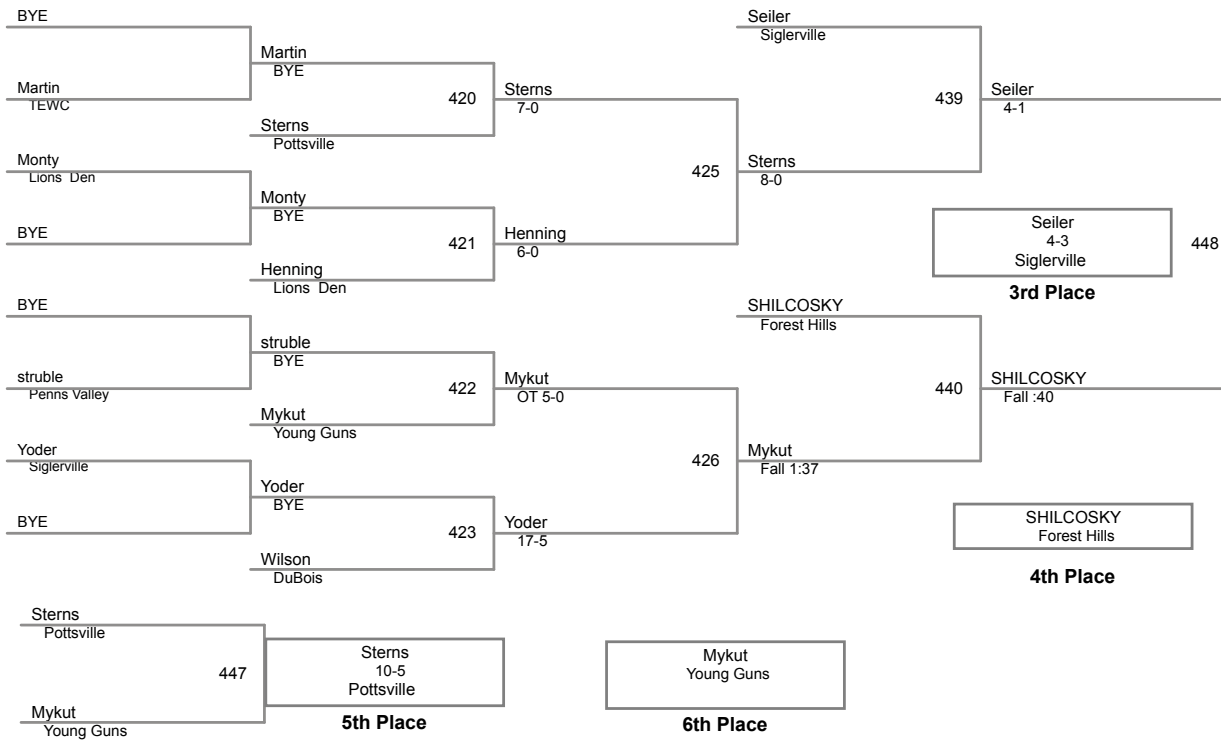 BYE
Martin
TEWC
Martin
BYE
420
Sterns
Pottsville
Sterns
7-0
Monty
Lions Den
BYE
Monty
BYE
421
Henning
Lions Den
Henning
6-0
425
Sterns
8-0
Seiler
Siglerville
439
Seiler
4-1
Seiler
4-3
Siglerville
448
3rd Place
BYE
struble
Penns Valley
struble
BYE
422
Mykut
Young Guns
Mykut
OT 5-0
Yoder
Siglerville
BYE
Yoder
BYE
423
Wilson
DuBois
Yoder
17-5
426
Mykut
Fall 1:37
SHILCOSKY
Forest Hills
440
SHILCOSKY
Fall :40
SHILCOSKY
Forest Hills
4th Place
Sterns
Pottsville
447
Mykut
Young Guns
Sterns
10-5
Pottsville
5th Place
Mykut
Young Guns
6th Place